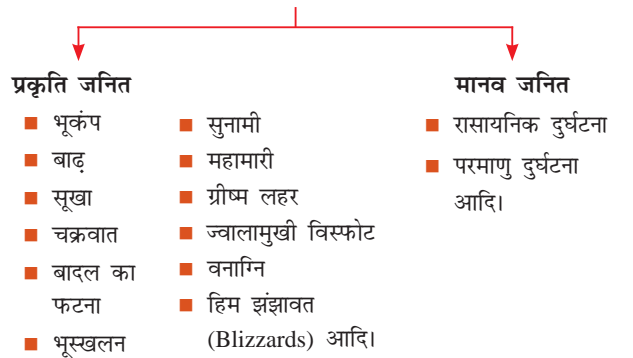 प्रकृति जनित
भूकंप
बाढ़
सूखा
चक्रवात
बादल का
फटना
भूस्खलन
सुनामी
महामारी
ग्रीष्म लहर
ज्वालामुखी विस्फोट
वनाग्नि
हिम झंझावत
(Blizzards) आदि।
मानव जनित
रासायनिक दुर्घटना
परमाणु दुर्घटना
आदि।